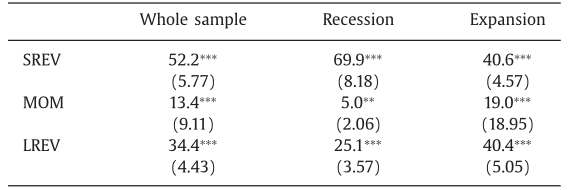 Whole sample Recession Expansion
SREV 52.2*** 69.9*** 40.6***
(5.77) (8.18) (4.57)
MOM 13.4*** 5.0** 19.0***
(9.11) (2.06) (18.95)
LREV 34.4*** 25.1*** 40.4***
(4.43) (3.57) (5.05)